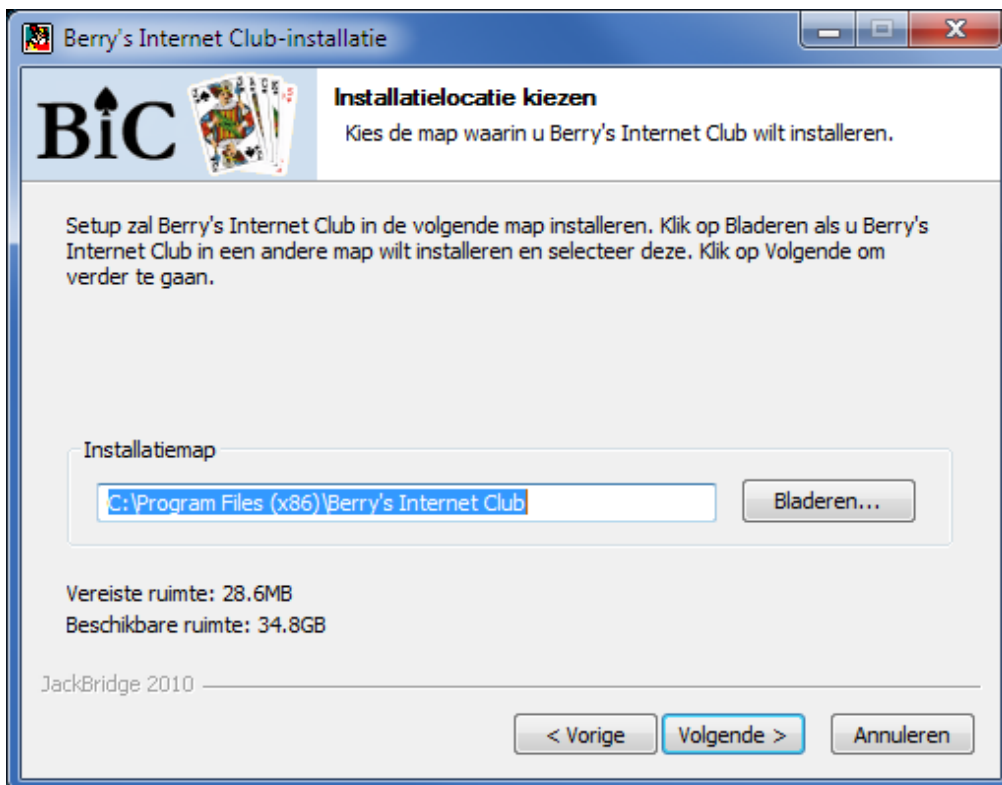 Berry's Internet Club-installatie
BiC
Installatielocatie kiezen
Kies de map waarin u Berry's Internet Club wilt installeren.
Setup zal Berry's Internet Club in de volgende map installeren. Klik op Bladeren als u Berry's
Internet Club in een andere map wilt installeren en selecteer deze. Klik op Volgende om
verder te gaan.
Installatiemap
C:\Program Files (x86)\Berry's Internet Club
Bladeren...
Vereiste ruimte: 28.6MB
Beschikbare ruimte: 34.8GB
JackBridge 2010
< Vorige
Volgende >
Annuleren